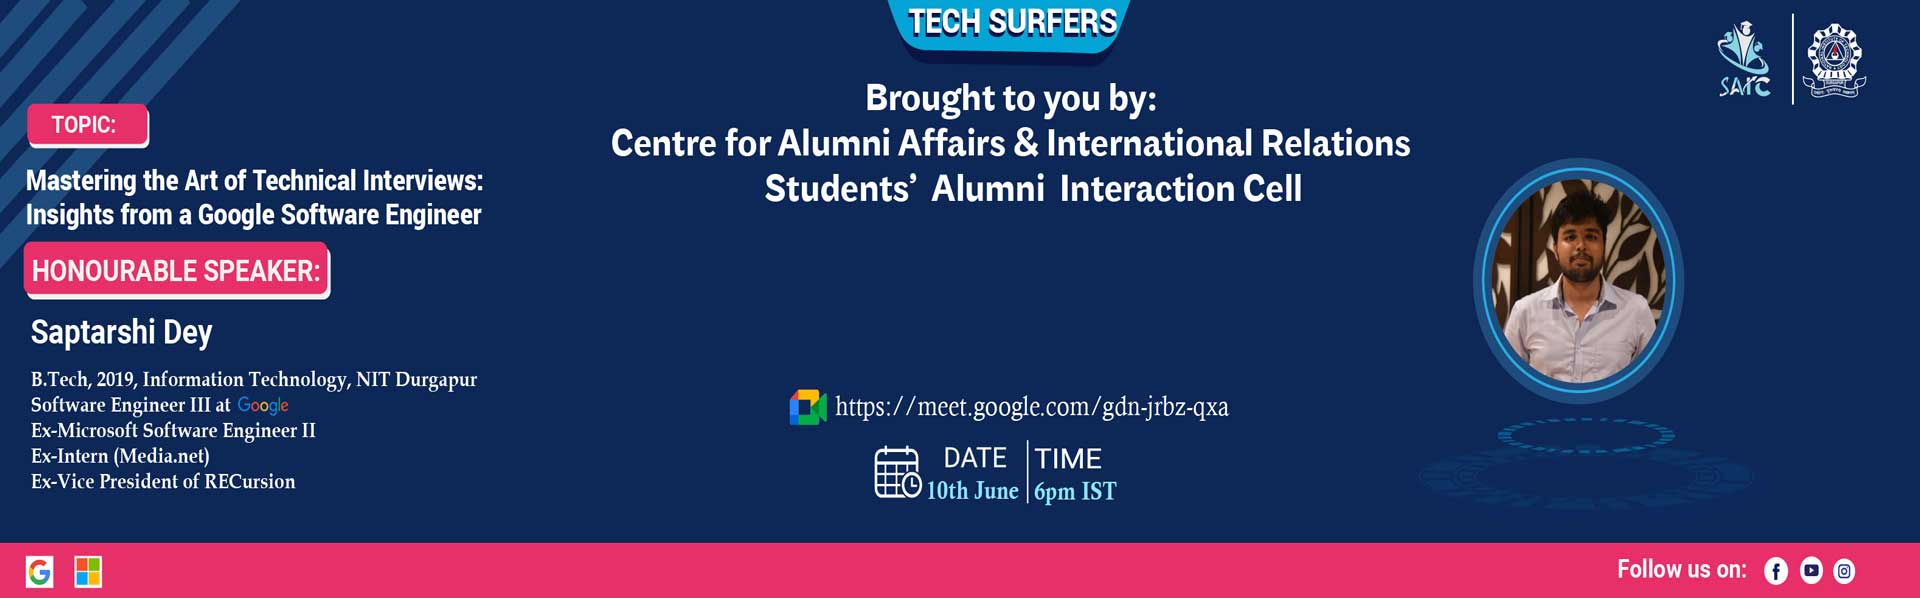 TECH SURFERS
SAIC
Brought to you by:
Centre for Alumni Affairs & International Relations
Students’ Alumni Interaction Cell
TOPIC:
Mastering the Art of Technical Interviews:
Insights from a Google Software Engineer
HONOURABLE SPEAKER:
Saptarshi Dey
B.Tech, 2019, Information Technology, NIT Durgapur
Software Engineer III at Google
Ex-Microsoft Software Engineer II
Ex-Intern (Media.net)
Ex-Vice President of RECursion
https://meet.google.com/gdn-jrbz-qxa
DATE
10th June
TIME
6pm IST
Follow us on: